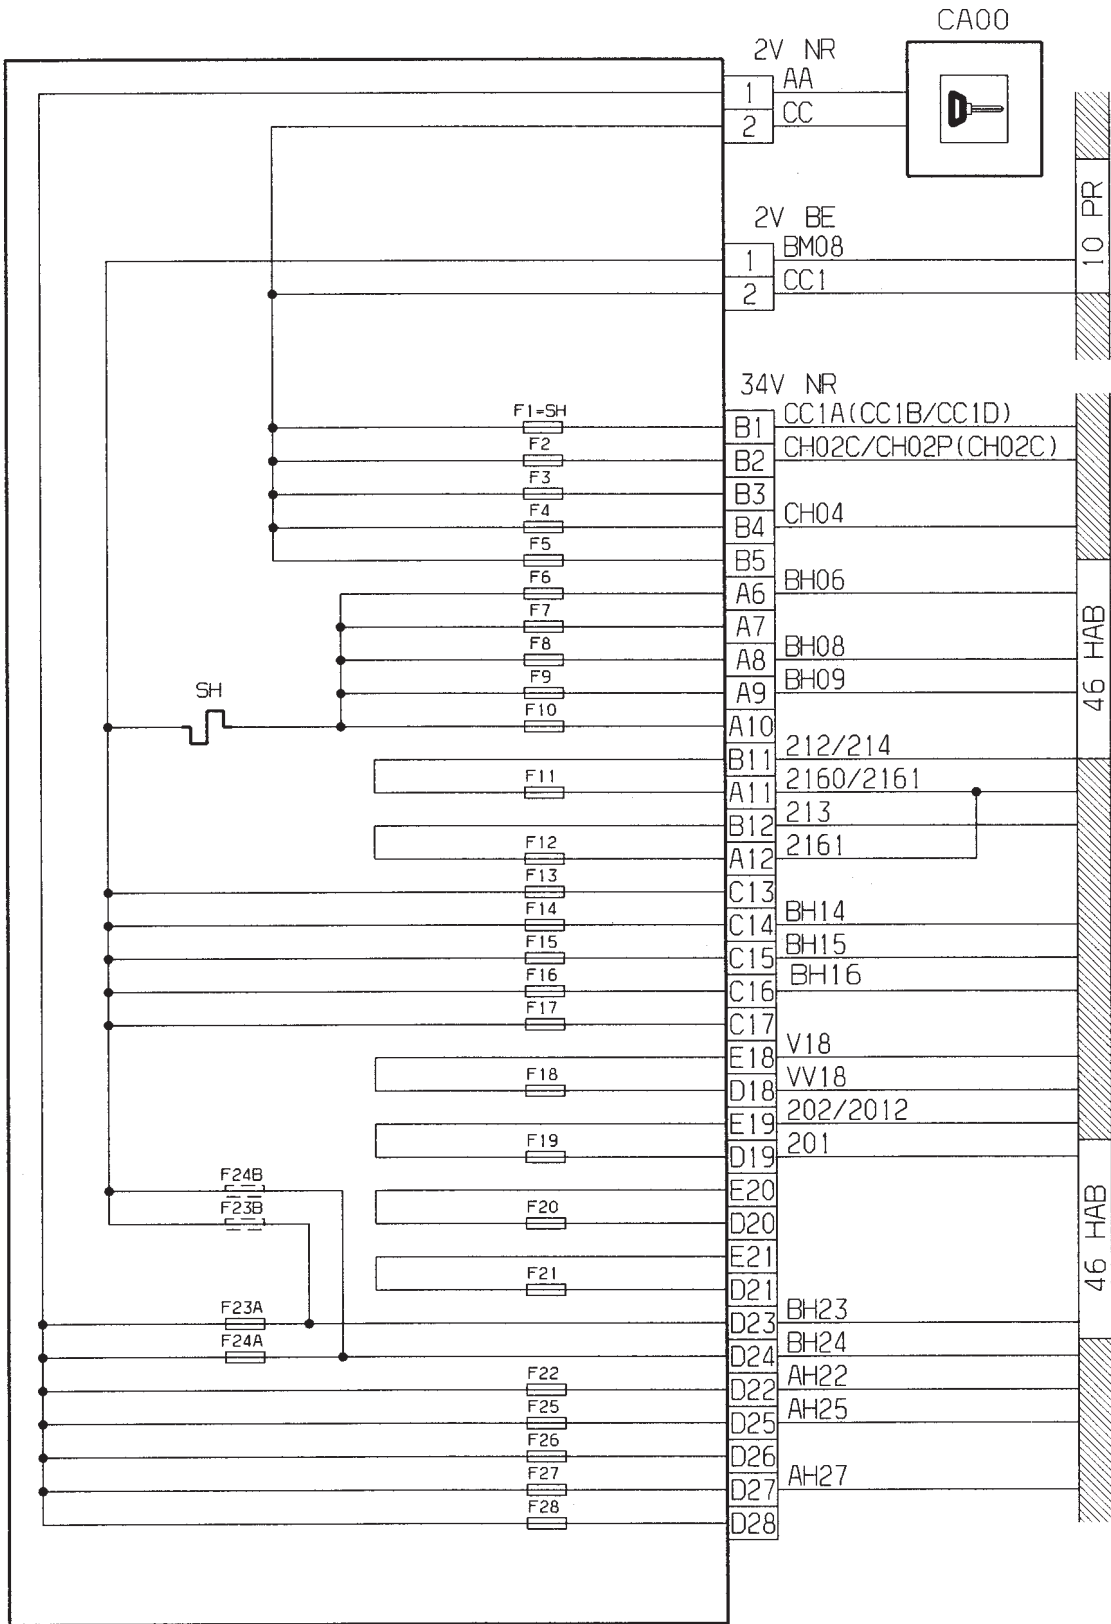 CA00
2V NR
1 AA
2 CC
10 PR
2V BE
1 BM08
2 CC1
34V NR
F1=SH B1 CC1A(CC1B/CC1D)
F2 B2 CH02C/CH02P(CH02C)
F3 B3
F4 B4 CH04
F5 B5
F6 A6 BH06
F7 A7
F8 A8 BH08
F9 A9 BH09
46 HAB
SH
F10 A10
B11 212/214
F11 A11 2160/2161
B12 213
F12 A12 2161
F13 C13
F14 C14 BH14
F15 C15 BH15
F16 C16 BH16
F17 C17
E18 V18
F18 D18 VV18
E19 202/2012
F19 D19 201
F24B E20
F23B F20 D20
E21
F21 D21
46 HAB
F23A D23 BH23
F24A D24 BH24
F22 D22 AH22
F25 D25 AH25
F26 D26
F27 D27 AH27
F28 D28